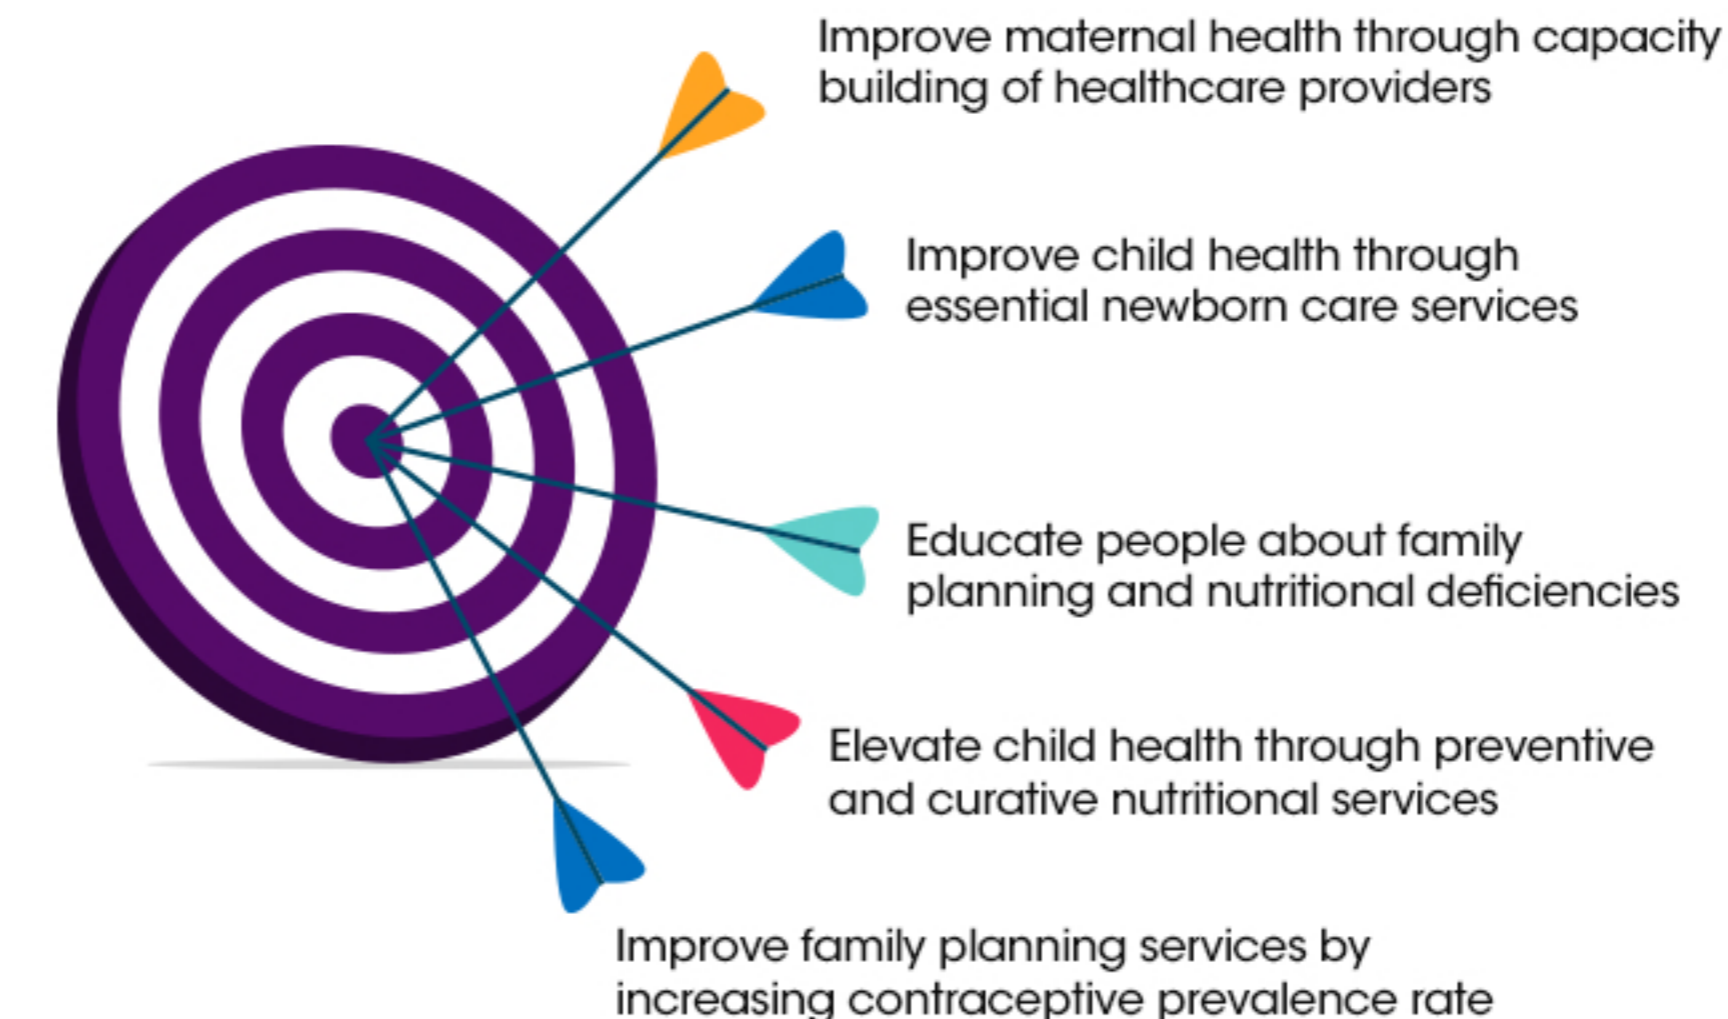 Improve maternal health through capacity
building of healthcare providers
Improve child health through
essential newborn care services
Educate people about family
planning and nutritional deficiencies
Elevate child health through preventive
and curative nutritional services
Improve family planning services by
increasing contraceptive prevalence rate